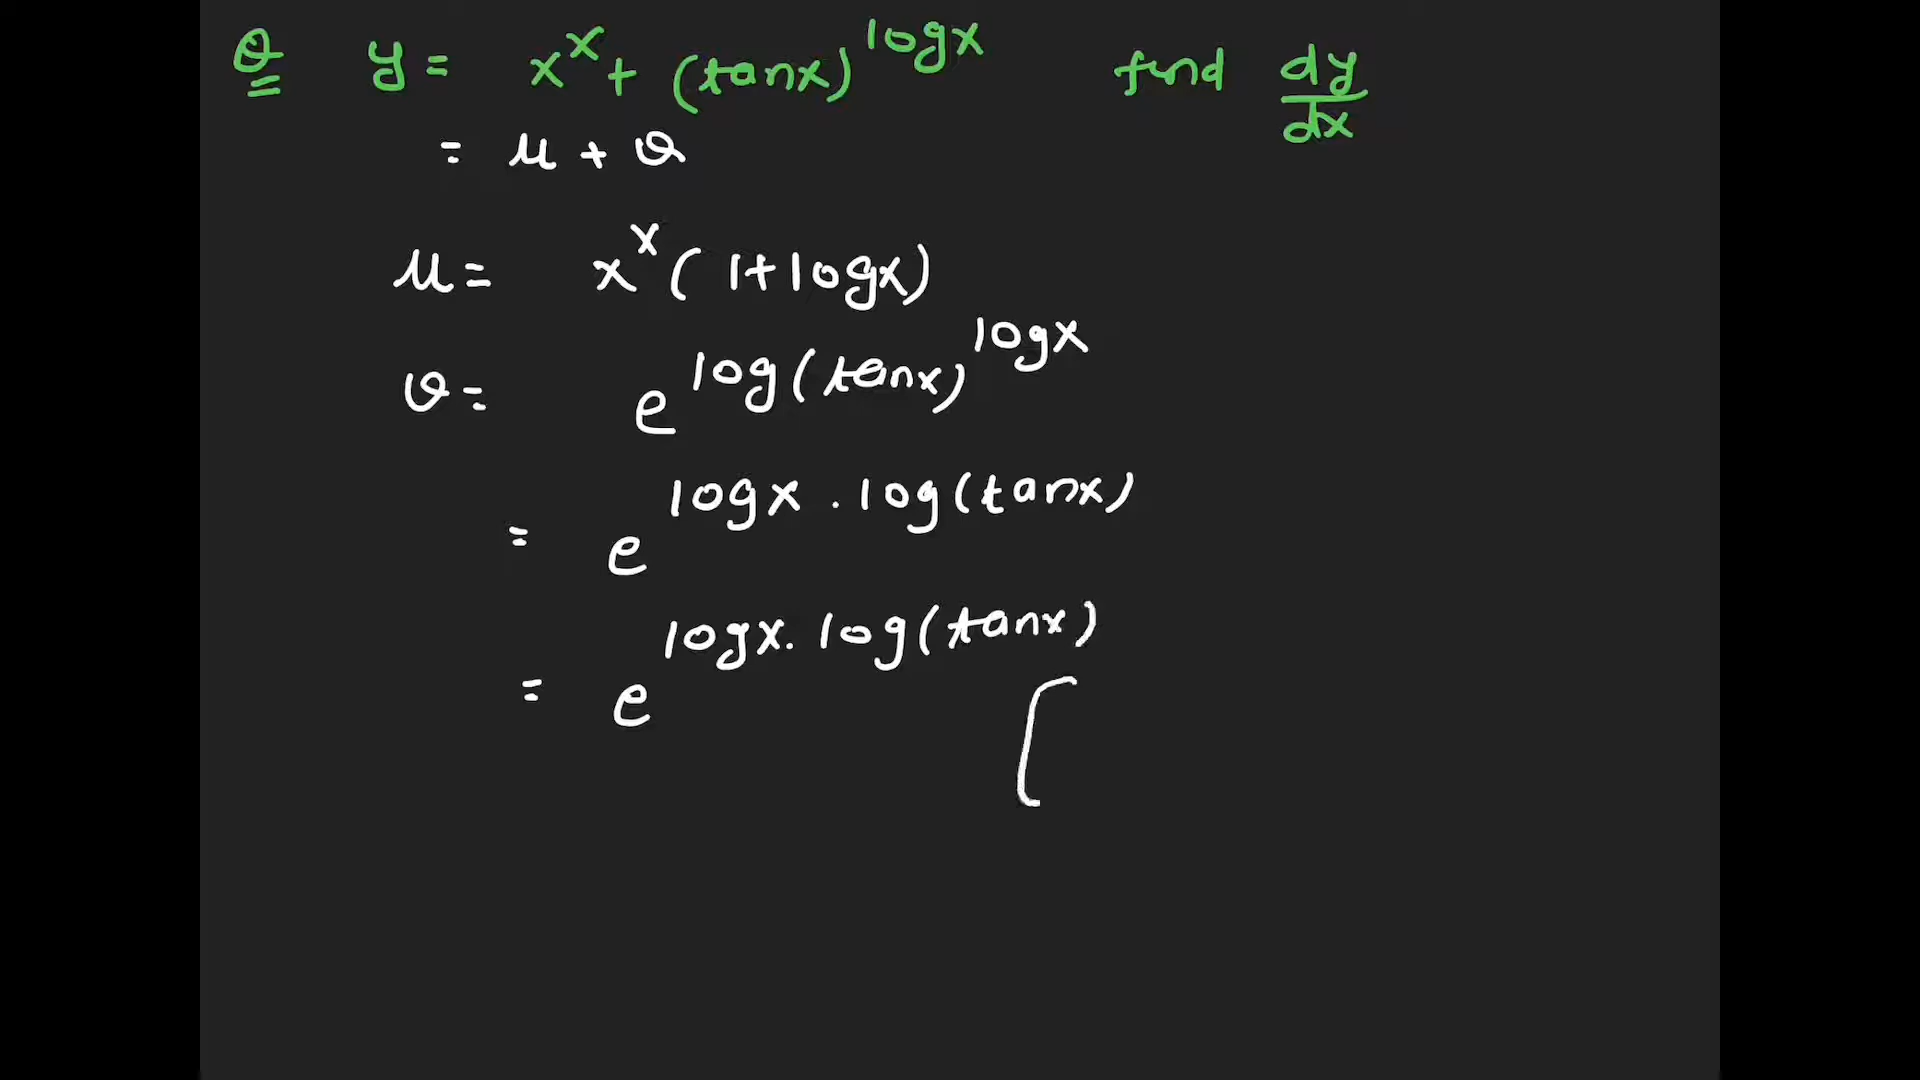 Q y = x^x + (tanx)^logx find dy/dx
= u + v
u = x^x (1+logx)
v = e^log(tanx)^logx
= e^logx . log(tanx)
= e^logx. log(tanx) [